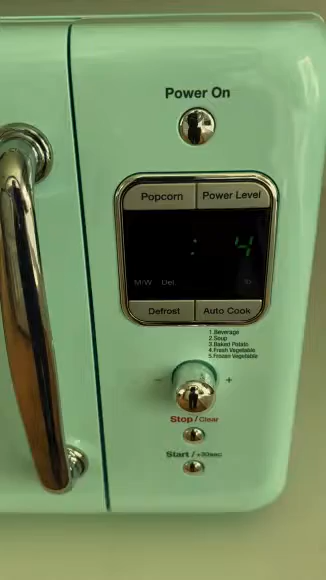 Power On
Popcorn
Power Level
: 4
M/W Def.
Defrost
Auto Cook
1 Beverage
2.Soup
3.Baked Potato
4.Fresh Vegetable
5.Frozen Vegetable
- +
Stop/Clear
Start/+30sec